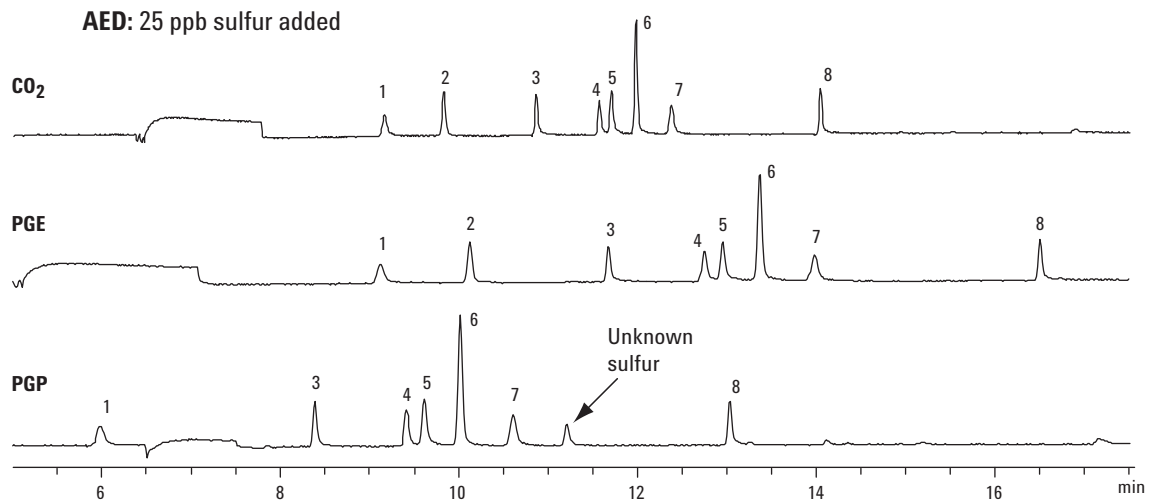 AED: 25 ppb sulfur added
CO2
1 2 3 4 5 6 7 8
PGE
1 2 3 4 5 6 7 8
PGP
1 3 4 5 6 7 8
Unknown
sulfur
6 8 10 12 14 16 min